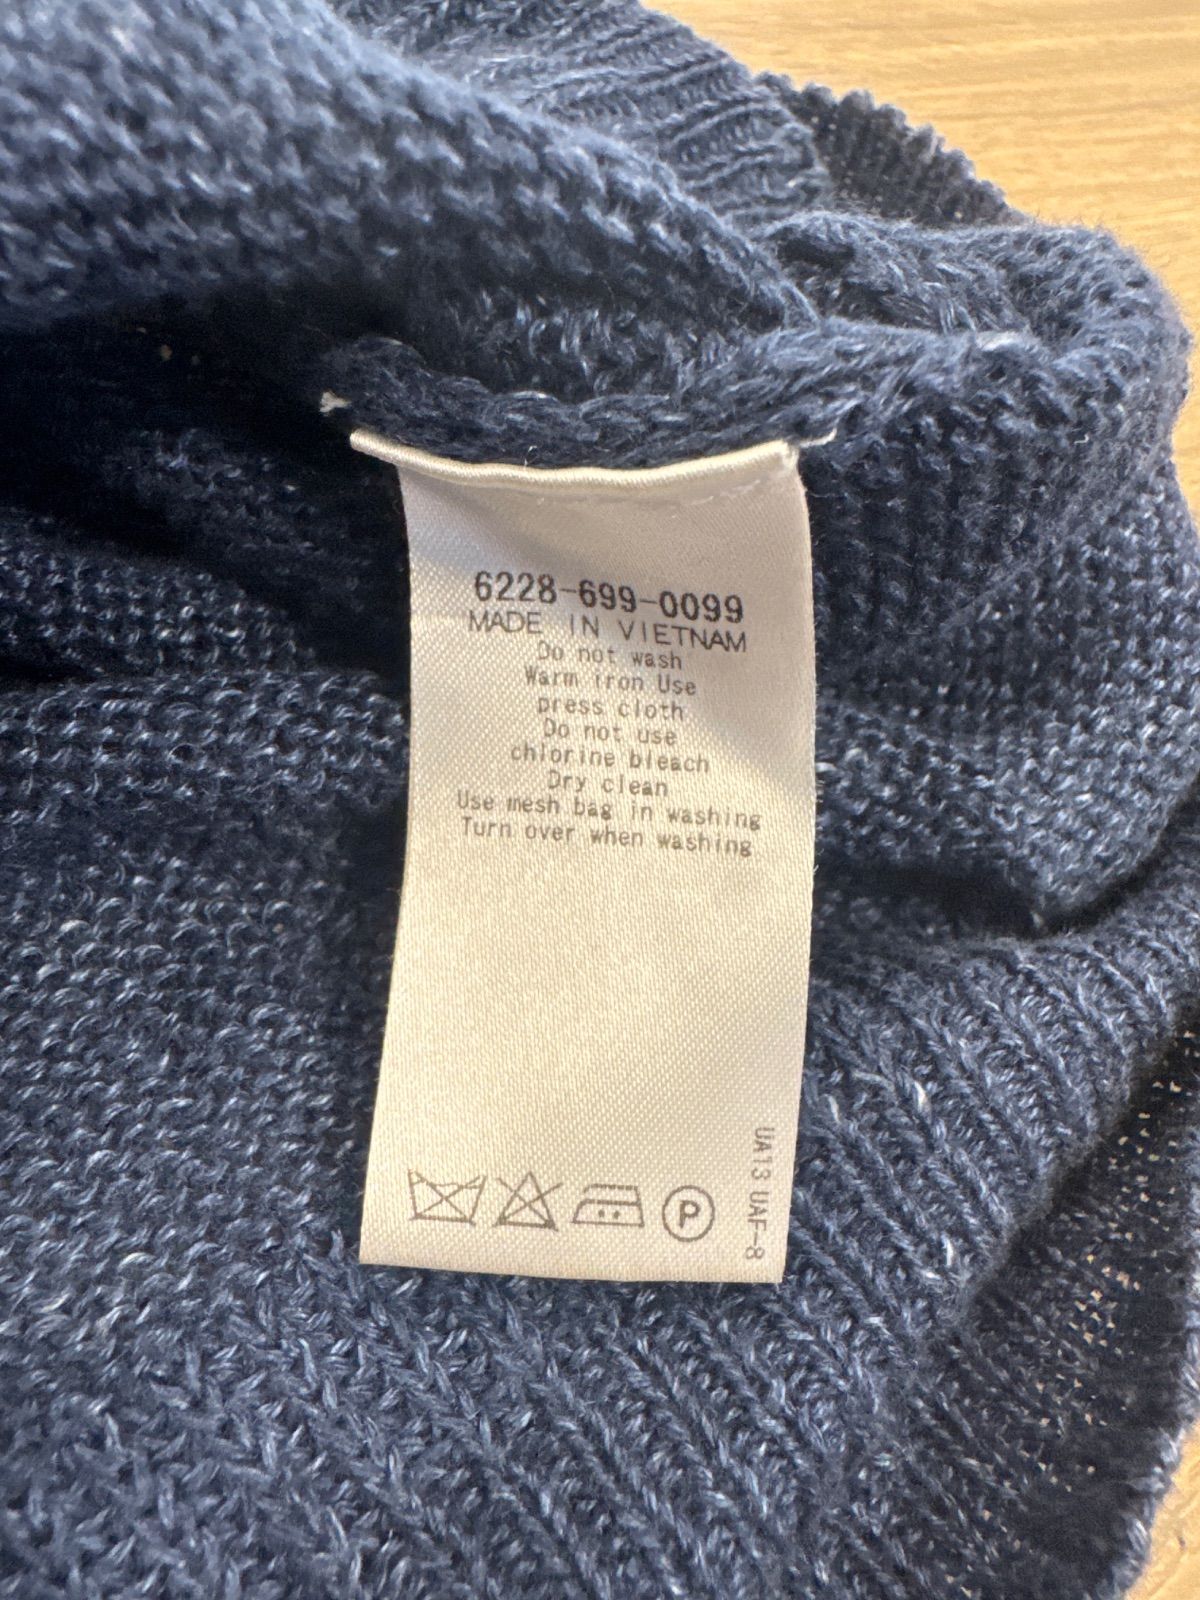 6228-699-0099
MADE IN VIETNAM
Do not wash
Warm iron Use
press cloth
Do not use
chlorine bleach
Dry clean
Use mesh bag in washing
Turn over when washing
UA13 UAF-8
P